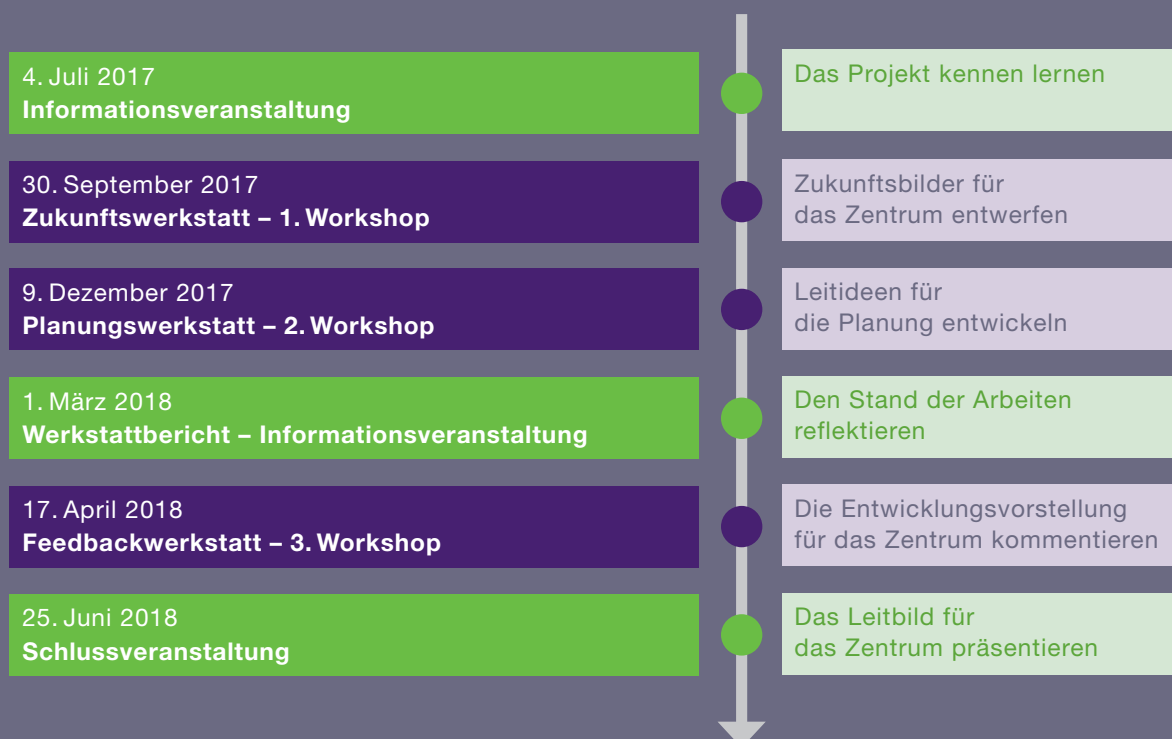 4. Juli 2017
Informationsveranstaltung
Das Projekt kennen lernen
30. September 2017
Zukunftswerkstatt – 1. Workshop
Zukunftsbilder für
das Zentrum entwerfen
9. Dezember 2017
Planungswerkstatt – 2. Workshop
Leitideen für
die Planung entwickeln
1. März 2018
Werkstattbericht – Informationsveranstaltung
Den Stand der Arbeiten
reflektieren
17. April 2018
Feedbackwerkstatt – 3. Workshop
Die Entwicklungsvorstellung
für das Zentrum kommentieren
25. Juni 2018
Schlussveranstaltung
Das Leitbild für
das Zentrum präsentieren